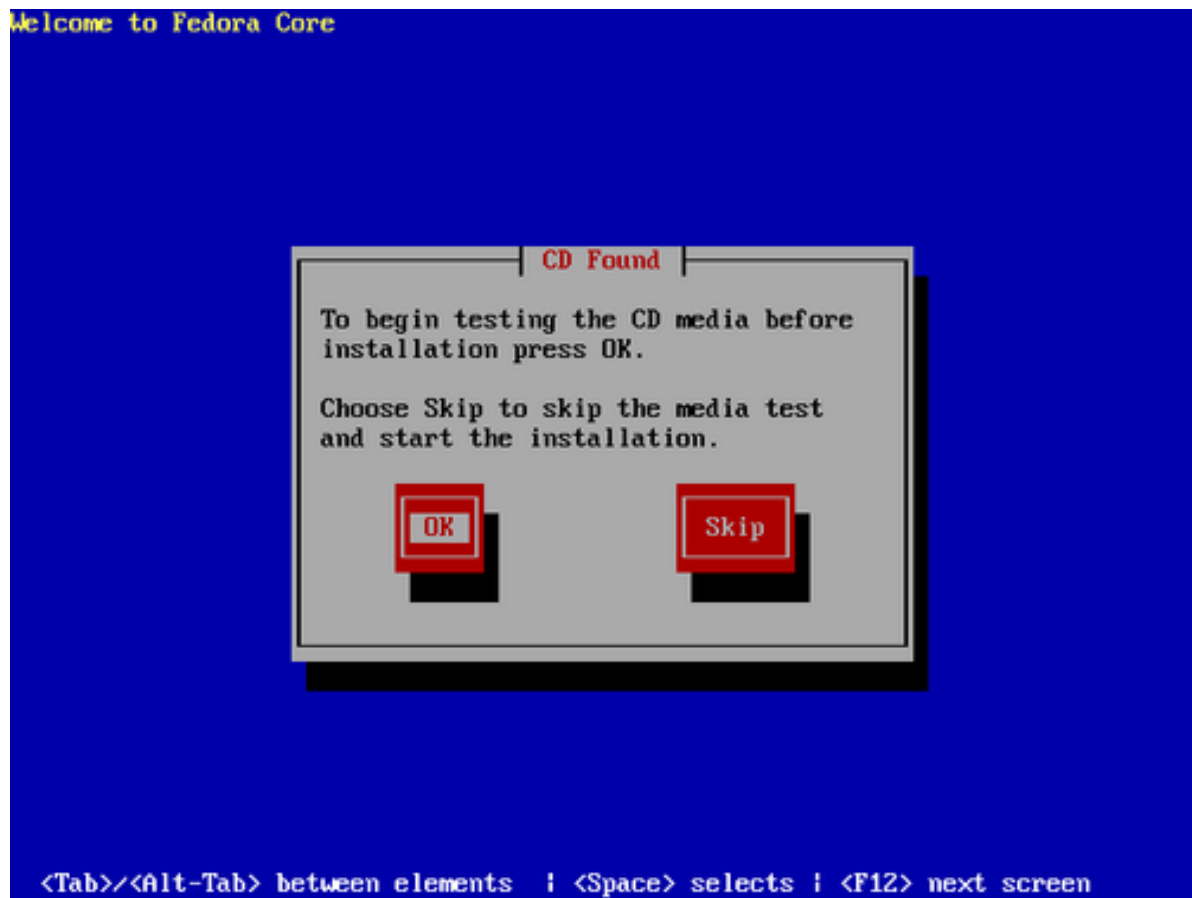 Welcome to Fedora Core
CD Found
To begin testing the CD media before
installation press OK.
Choose Skip to skip the media test
and start the installation.
OK Skip
<Tab>/<Alt-Tab> between elements | <Space> selects | <F12> next screen